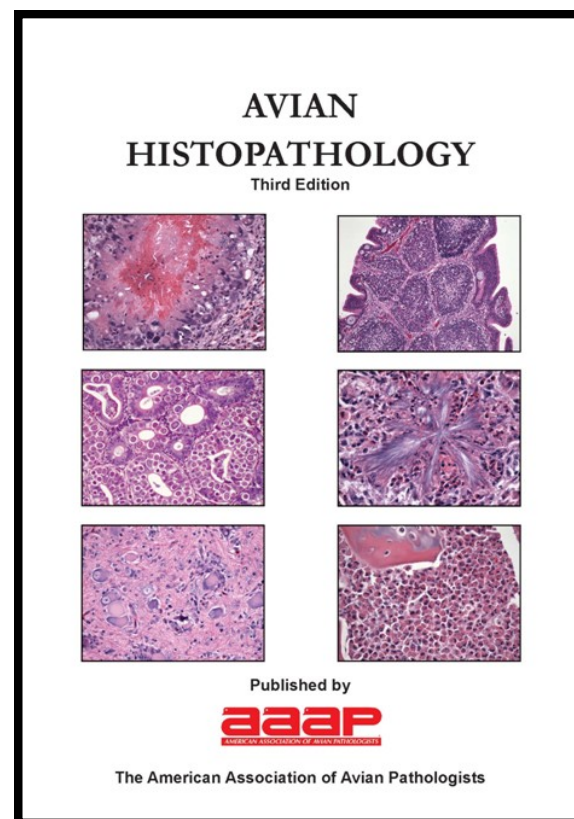 AVIAN
HISTOPATHOLOGY
Third Edition
Published by
aaap
AMERICAN ASSOCIATION OF AVIAN PATHOLOGISTS
The American Association of Avian Pathologists